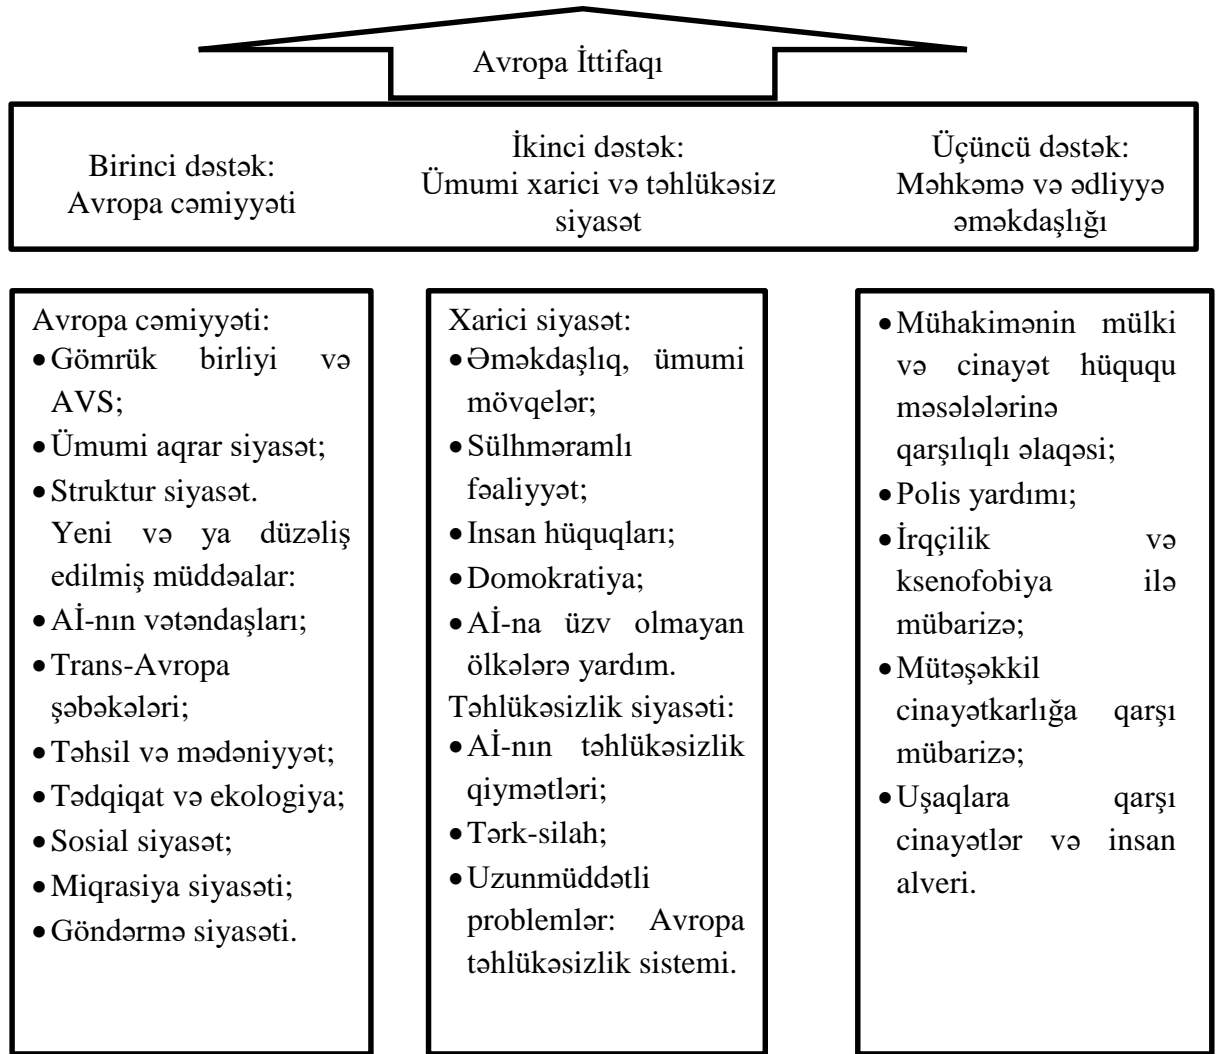 Avropa İttifaqı
Birinci dəstək:
Avropa cəmiyyəti
İkinci dəstək:
Ümumi xarici və təhlükəsiz
siyasət
Üçüncü dəstək:
Məhkəmə və ədliyyə
əməkdaşlığı
Avropa cəmiyyəti:
•Gömrük birliyi və
AVS;
•Ümumi aqrar siyasət;
•Struktur siyasət.
Yeni və ya düzəliş
edilmiş müddəalar:
•Aİ-nın vətəndaşları;
•Trans-Avropa
şəbəkələri;
•Təhsil və mədəniyyət;
•Tədqiqat və ekologiya;
•Sosial siyasət;
•Miqrasiya siyasəti;
•Göndərmə siyasəti.
Xarici siyasət:
•Əməkdaşlıq, ümumi
mövqelər;
•Sülhməramlı
fəaliyyət;
•Insan hüquqları;
•Domokratiya;
•Aİ-na üzv olmayan
ölkələrə yardım.
Təhlükəsizlik siyasəti:
•Aİ-nın təhlükəsizlik
qiymətləri;
•Tərk-silah;
•Uzunmüddətli
problemlər: Avropa
təhlükəsizlik sistemi.
•Mühakimənin mülki
və cinayət hüququ
məsələlərinə
qarşılıqlı əlaqəsi;
•Polis yardımı;
•İrqçilik və
ksenofobiya ilə
mübarizə;
•Mütəşəkkil
cinayətkarlığa qarşı
mübarizə;
•Uşaqlara qarşı
cinayətlər və insan
alveri.